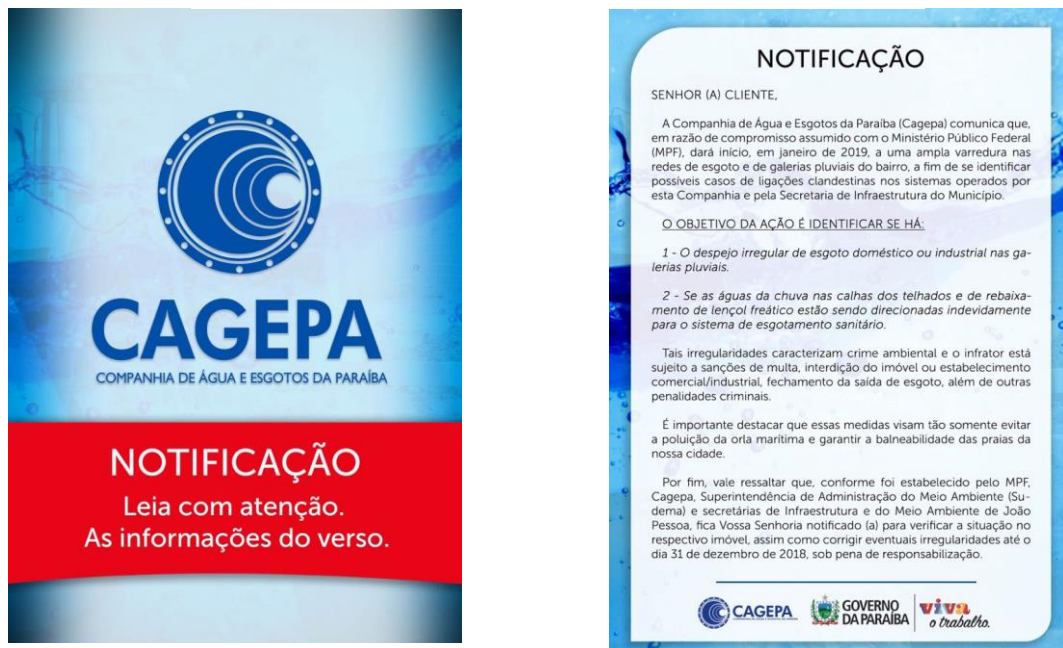 CAGEPA
COMPANHIA DE ÁGUA E ESGOTOS DA PARAÍBA
NOTIFICAÇÃO
Leia com atenção.
As informações do verso.
NOTIFICAÇÃO
SENHOR (A) CLIENTE,
A Companhia de Água e Esgotos da Paraíba (Cagepa) comunica que,
em razão de compromisso assumido com o Ministério Público Federal
(MPF), dará início, em janeiro de 2019, a uma ampla varredura nas
redes de esgoto e de galerias pluviais do bairro, a fim de se identificar
possíveis casos de ligações clandestinas nos sistemas operados por
esta Companhia e pela Secretaria de Infraestrutura do Município.
O OBJETIVO DA AÇÃO É IDENTIFICAR SE HÁ:
1 - O despejo irregular de esgoto doméstico ou industrial nas ga-
lerias pluviais.
2 - Se as águas da chuva nas calhas dos telhados e de rebaixa-
mento de lençol freático estão sendo direcionadas indevidamente
para o sistema de esgotamento sanitário.
Tais irregularidades caracterizam crime ambiental e o infrator está
sujeito a sanções de multa, interdição do imóvel ou estabelecimento
comercial/industrial, fechamento da saída de esgoto, além de outras
penalidades criminais.
É importante destacar que essas medidas visam tão somente evitar
a poluição da orla marítima e garantir a balneabilidade das praias da
nossa cidade.
Por fim, vale ressaltar que, conforme foi estabelecido pelo MPF,
Cagepa, Superintendência de Administração do Meio Ambiente (Su-
dema) e secretárias de Infraestrutura e do Meio Ambiente de João
Pessoa, fica Vossa Senhoria notificado (a) para verificar a situação no
respectivo imóvel, assim como corrigir eventuais irregularidades até o
dia 31 de dezembro de 2018, sob pena de responsabilização.
CAGEPA
GOVERNO
DA PARAÍBA
viva
o trabalho.